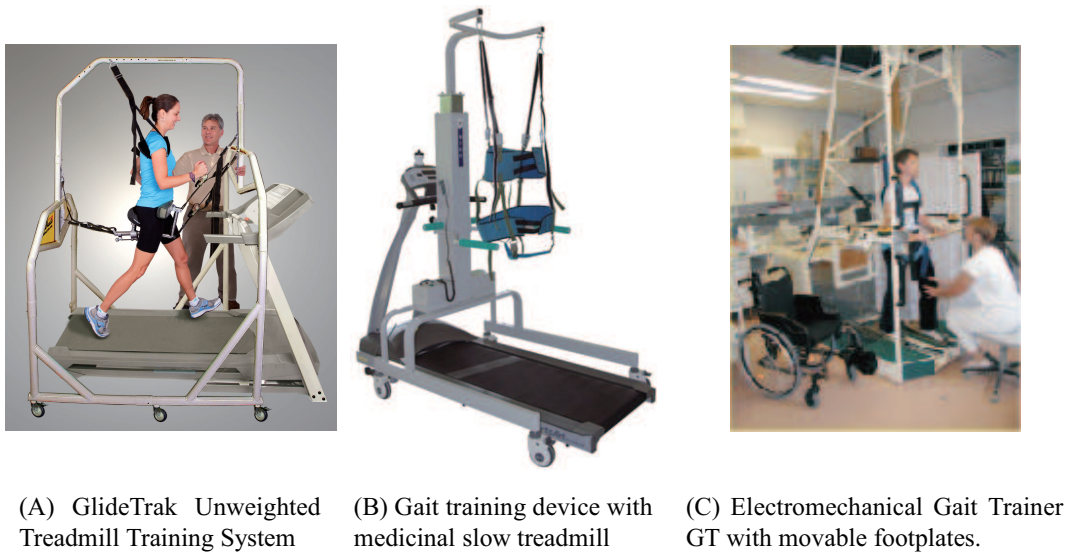 (A) GlideTrak Unweighted
Treadmill Training System
(B) Gait training device with
medicinal slow treadmill
(C) Electromechanical Gait Trainer
GT with movable footplates.